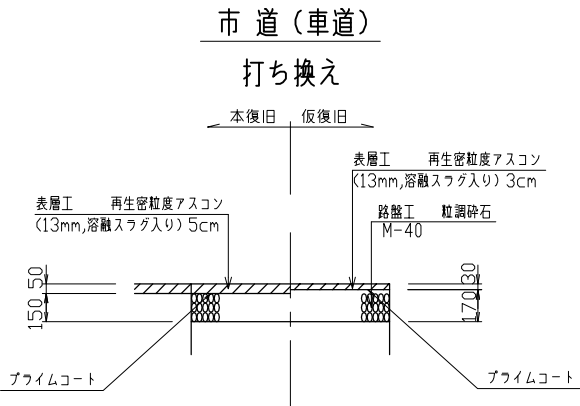 市道（車道）
打ち換え
本復旧 仮復旧
表層工 再生密粒度アスコン
(13mm,溶融スラグ入り) 3cm
表層工 再生密粒度アスコン
(13mm,溶融スラグ入り) 5cm
路盤工 粒調砕石
M-40
50
150
30
170
プライムコート
プライムコート